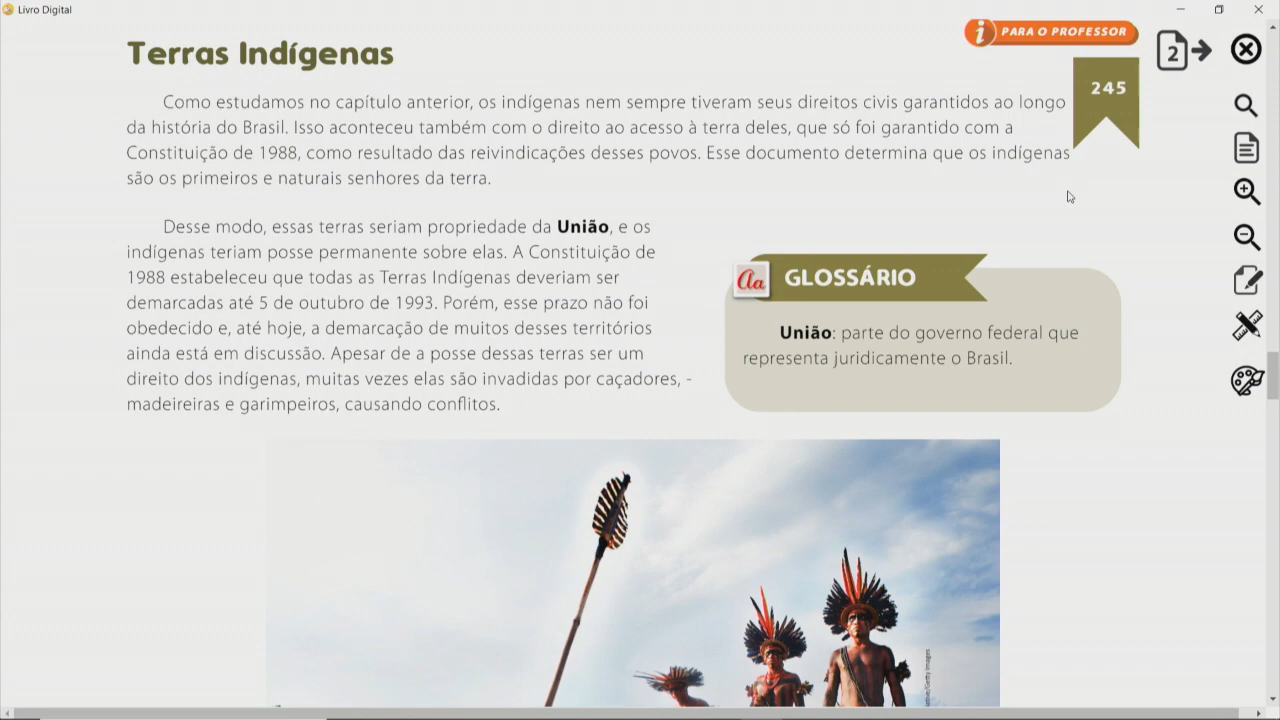 Livro Digital
PARA O PROFESSOR
2
Terras Indígenas
245
Como estudamos no capítulo anterior, os indígenas nem sempre tiveram seus direitos civis garantidos ao longo
da história do Brasil. Isso aconteceu também com o direito ao acesso à terra deles, que só foi garantido com a
Constituição de 1988, como resultado das reivindicações desses povos. Esse documento determina que os indígenas
são os primeiros e naturais senhores da terra.
Desse modo, essas terras seriam propriedade da União, e os
indígenas teriam posse permanente sobre elas. A Constituição de
1988 estabeleceu que todas as Terras Indígenas deveriam ser
demarcadas até 5 de outubro de 1993. Porém, esse prazo não foi
obedecido e, até hoje, a demarcação de muitos desses territórios
ainda está em discussão. Apesar de a posse dessas terras ser um
direito dos indígenas, muitas vezes elas são invadidas por caçadores, -
madeireiras e garimpeiros, causando conflitos.
Aa
GLOSSÁRIO
União: parte do governo federal que
representa juridicamente o Brasil.
/Getty Images